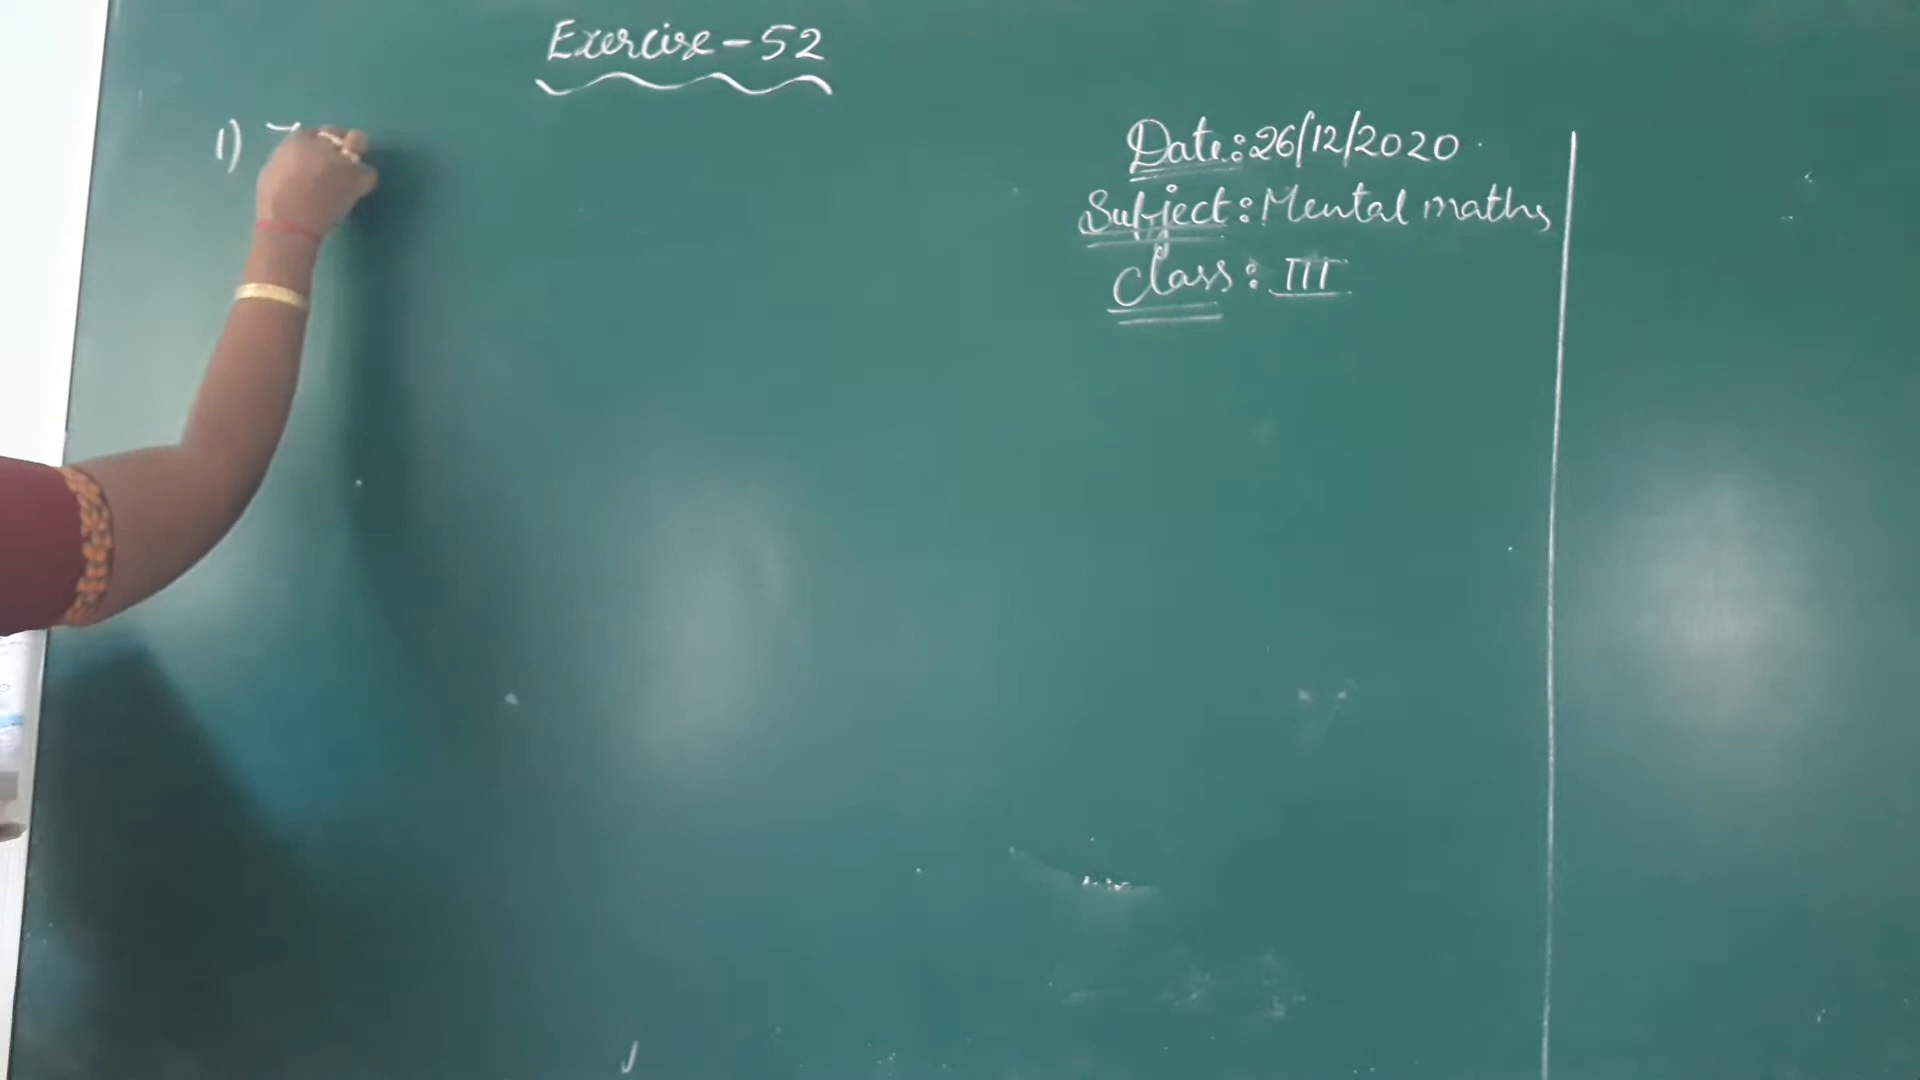 Exercise - 52
1)
Date: 26/12/2020
Subject: Mental maths
Class: III